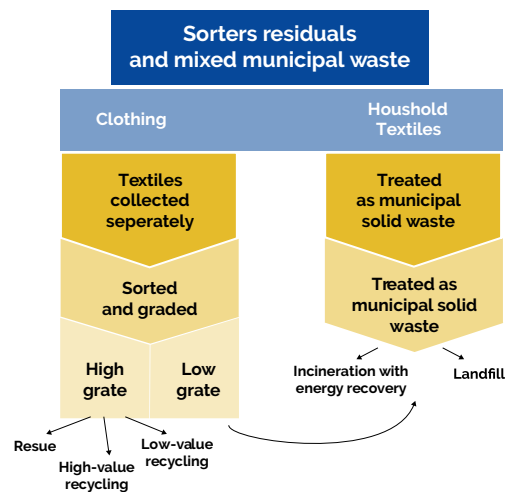 Sorters residuals
and mixed municipal waste
Clothing
Houshold
Textiles
Textiles
collected
seperately
Treated
as municipal
solid waste
Sorted
and graded
Treated as
municipal solid
waste
High
grate
Low
grate
Incineration with
energy recovery
Landfill
Resue
High-value
recycling
Low-value
recycling